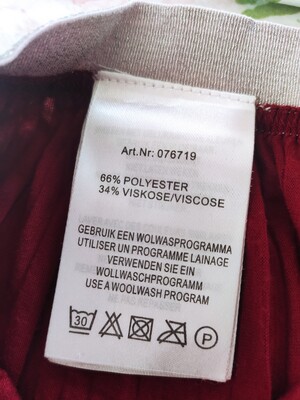 Art.Nr: 076719
66% POLYESTER
34% VISKOSE/VISCOSE
GEBRUIK EEN WOLWASPROGRAMMA
UTILISER UN PROGRAMME LAINAGE
VERWENDEN SIE EIN
WOLLWASCHPROGRAMM
USE A WOOLWASH PROGRAM
30 P